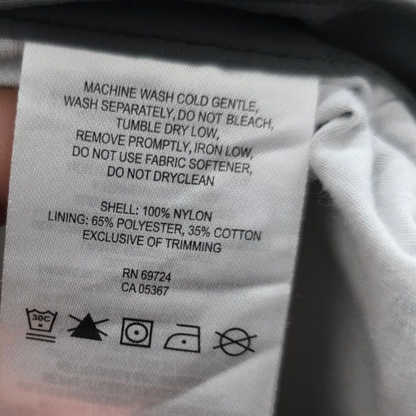 MACHINE WASH COLD GENTLE,
WASH SEPARATELY, DO NOT BLEACH,
TUMBLE DRY LOW,
REMOVE PROMPTLY, IRON LOW,
DO NOT USE FABRIC SOFTENER,
DO NOT DRYCLEAN
SHELL: 100% NYLON
LINING: 65% POLYESTER, 35% COTTON
EXCLUSIVE OF TRIMMING
RN 69724
CA 05367
30C